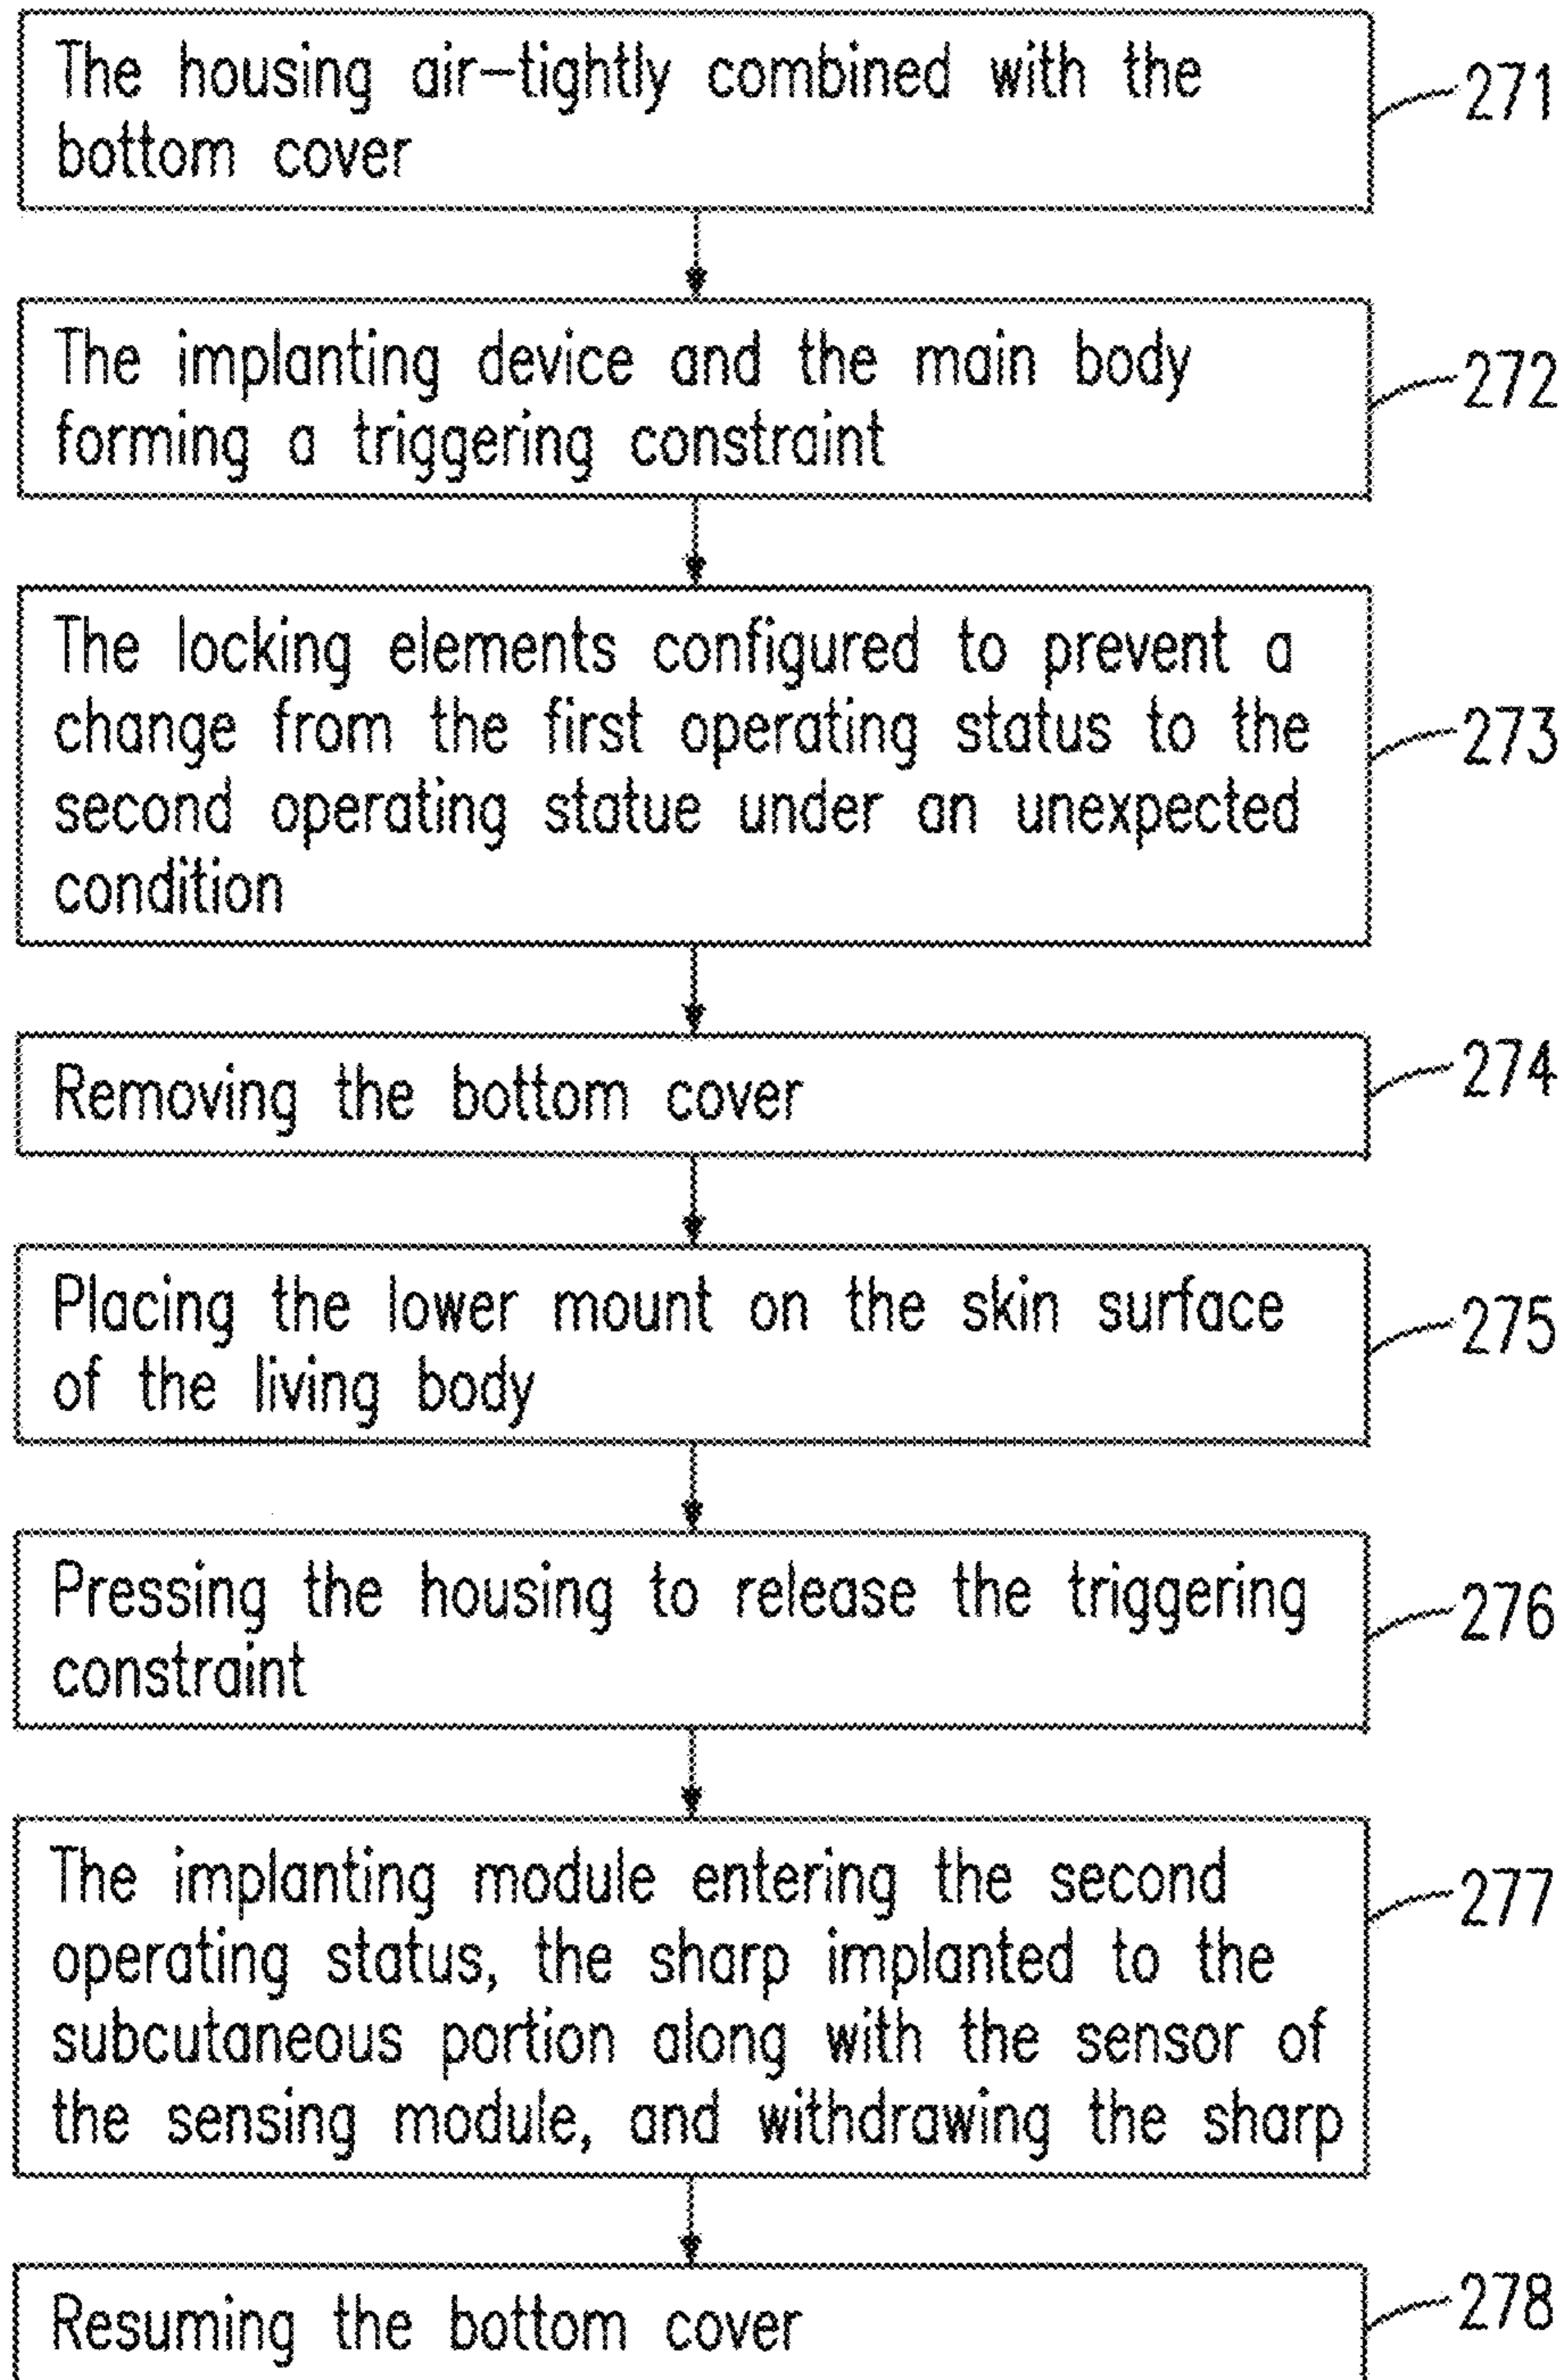 The housing air-tightly combined with the
bottom cover
271
The implanting device and the main body
forming a triggering constraint
272
The locking elements configured to prevent a
change from the first operating status to the
second operating statue under an unexpected
condition
273
Removing the bottom cover
274
Placing the lower mount on the skin surface
of the living body
275
Pressing the housing to release the triggering
constraint
276
The implanting module entering the second
operating status, the sharp implanted to the
subcutaneous portion along with the sensor of
the sensing module, and withdrawing the sharp
277
Resuming the bottom cover
278